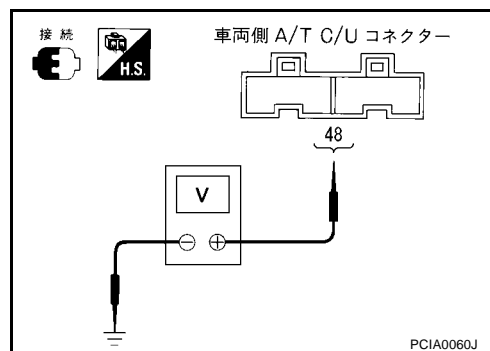 接続
H.S.
車両側 A/T C/U コネクター
48
V
− +
PCIA0060J